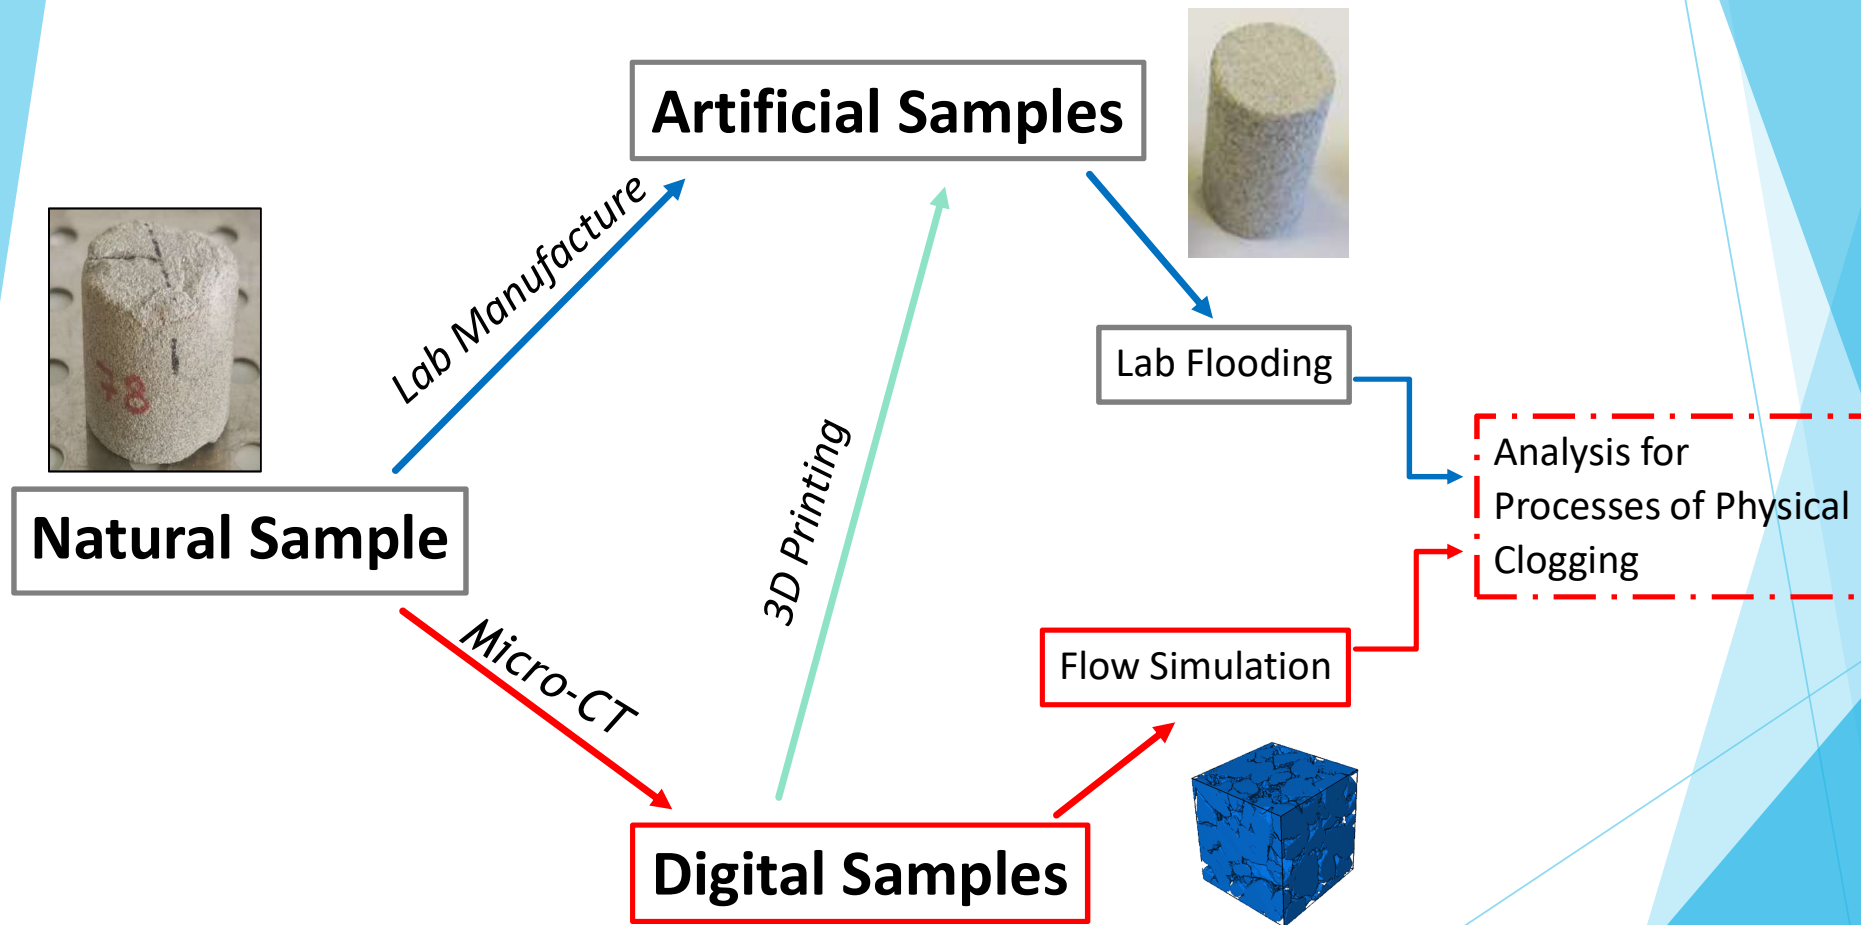 Artificial Samples
Lab Manufacture
78
Natural Sample
Lab Flooding
3D Printing
Analysis for
Processes of Physical
Clogging
Micro-CT
Flow Simulation
Digital Samples